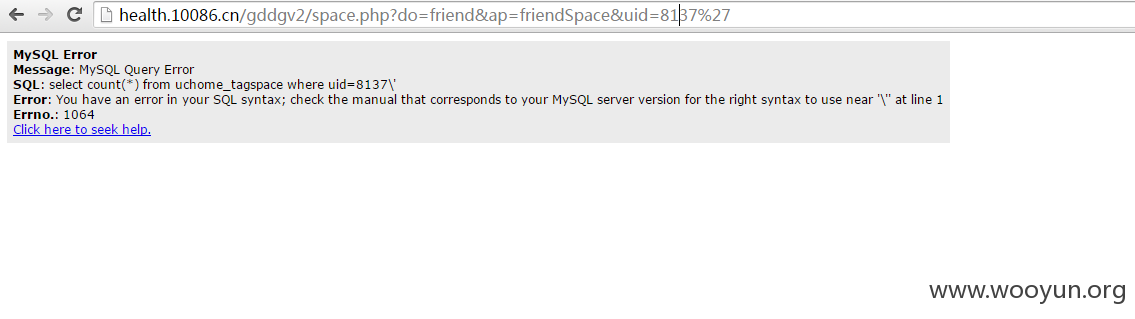 health.10086.cn/gddgv2/space.php?do=friend&ap=friendSpace&uid=8137%27
MySQL Error
Message: MySQL Query Error
SQL: select count(*) from uchome_tagspace where uid=8137\'
Error: You have an error in your SQL syntax; check the manual that corresponds to your MySQL server version for the right syntax to use near '\'' at line 1
Errno.: 1064
Click here to seek help.
www.wooyun.org